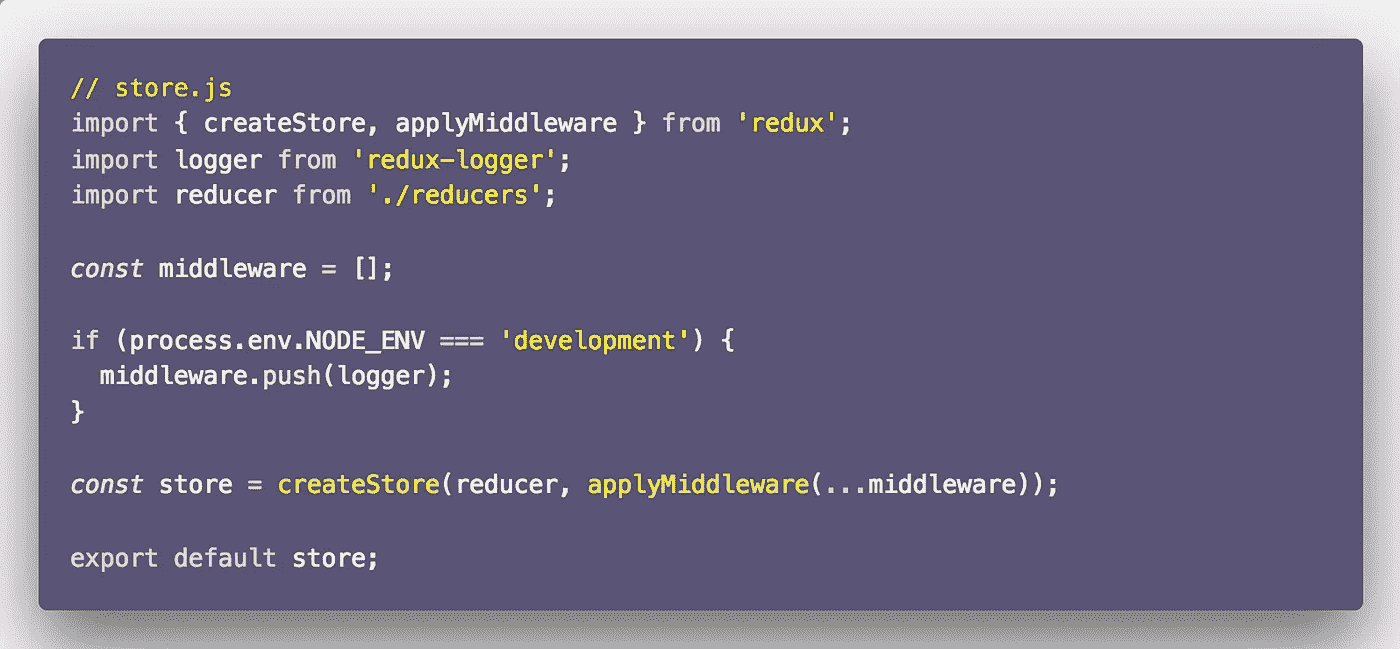 // store.js
import { createStore, applyMiddleware } from 'redux';
import logger from 'redux-logger';
import reducer from './reducers';
const middleware = [];
if (process.env.NODE_ENV === 'development') {
  middleware.push(logger);
}
const store = createStore(reducer, applyMiddleware(...middleware));
export default store;